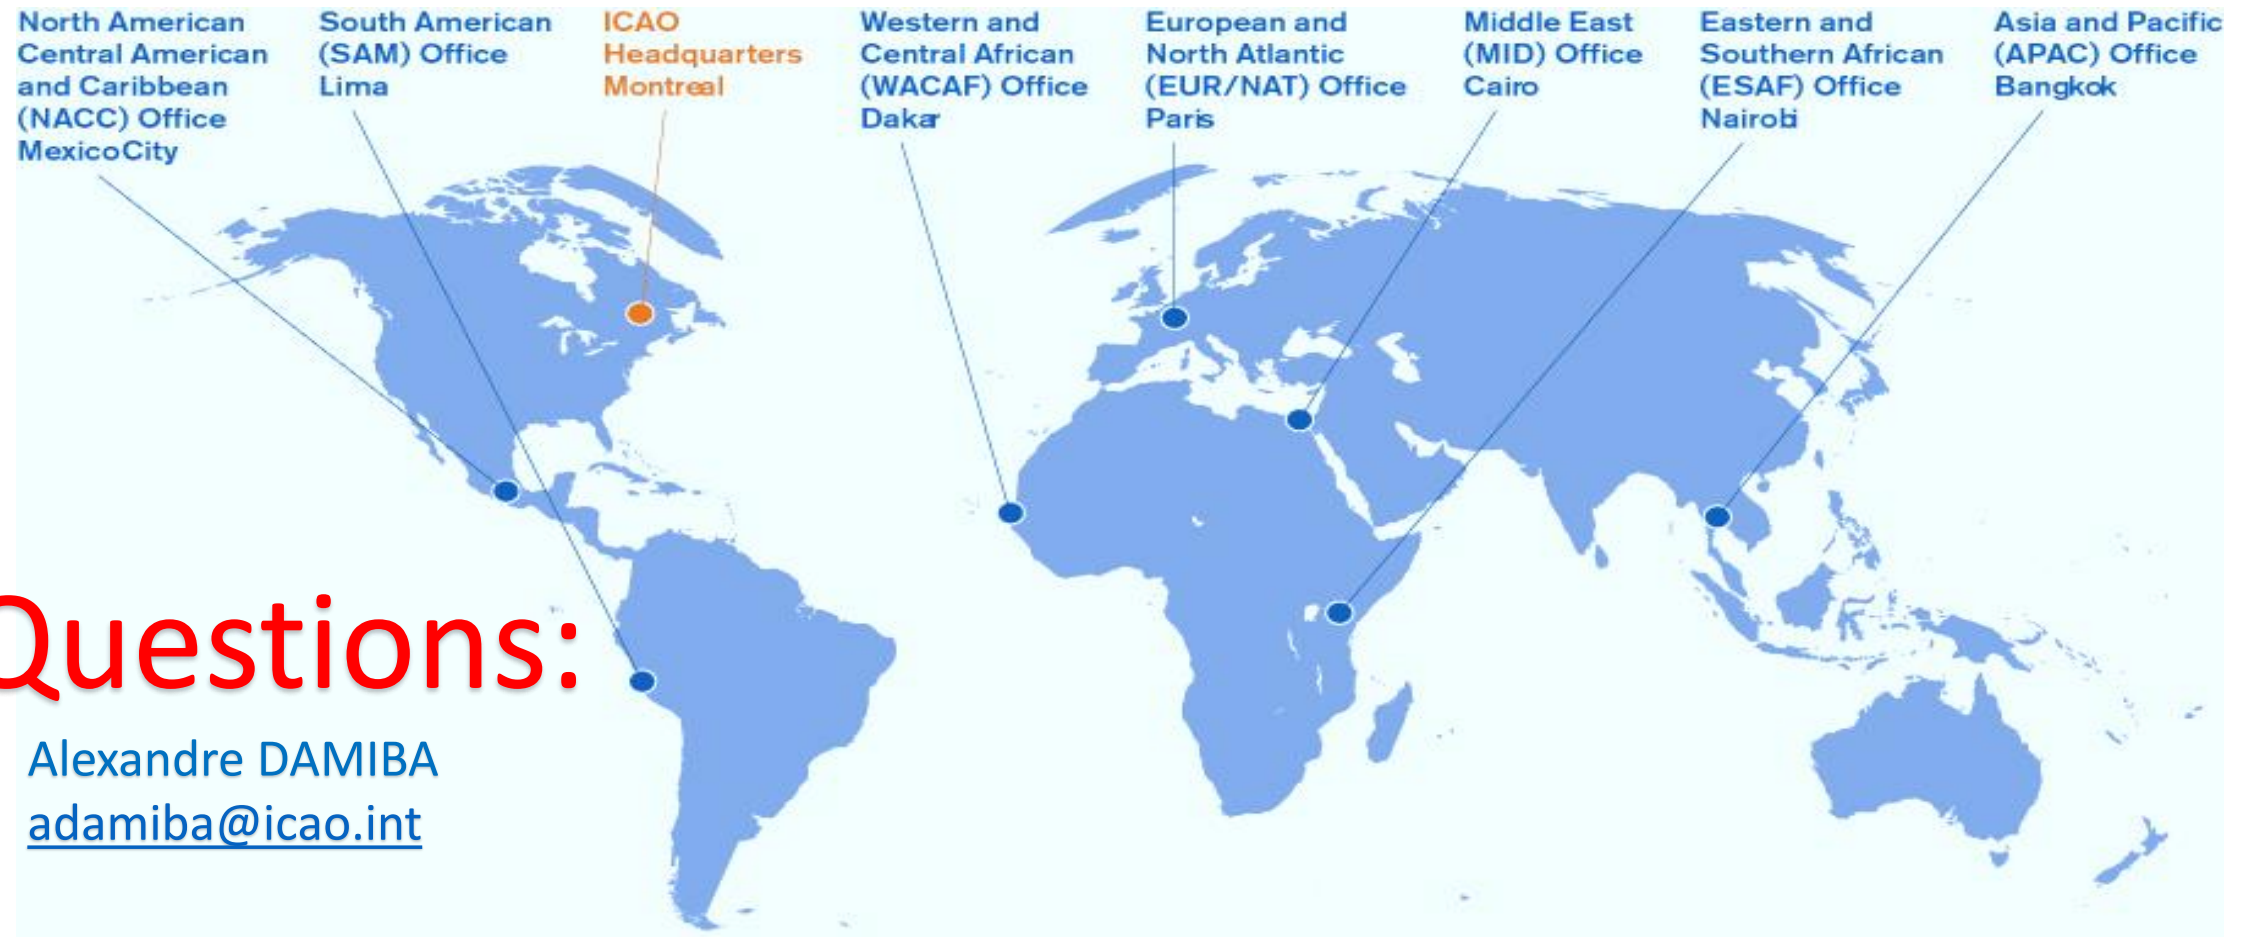 North American
Central American
and Caribbean
(NACC) Office
MexicoCity
South American
(SAM) Office
Lima
ICAO
Headquarters
Montreal
Western and
Central African
(WACAF) Office
Dakar
European and
North Atlantic
(EUR/NAT) Office
Paris
Middle East
(MID) Office
Cairo
Eastern and
Southern African
(ESAF) Office
Nairobi
Asia and Pacific
(APAC) Office
Bangkok
Questions:
Alexandre DAMIBA
adamiba@icao.int